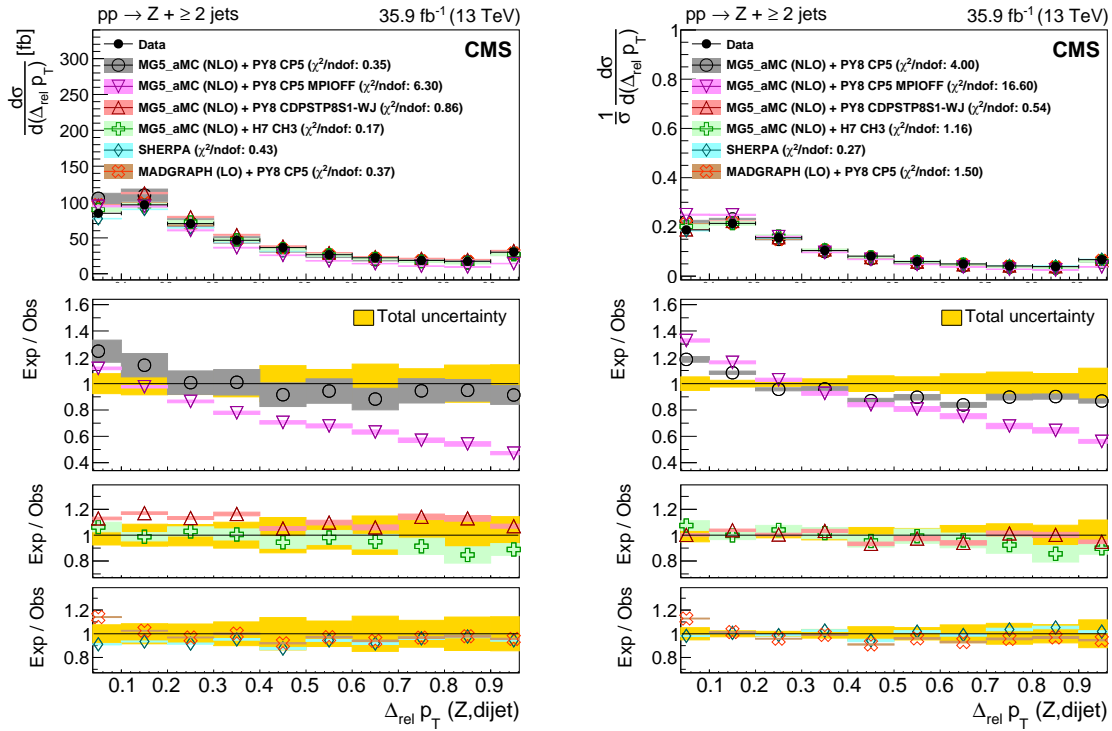 pp → Z + ≥ 2 jets 35.9 fb⁻¹ (13 TeV)
dσ/d(Δrel pT) [fb]
CMS
Data
MG5_aMC (NLO) + PY8 CP5 (χ²/ndof: 0.35)
MG5_aMC (NLO) + PY8 CP5 MPIOFF (χ²/ndof: 6.30)
MG5_aMC (NLO) + PY8 CDPSTP8S1-WJ (χ²/ndof: 0.86)
MG5_aMC (NLO) + H7 CH3 (χ²/ndof: 0.17)
SHERPA (χ²/ndof: 0.43)
MADGRAPH (LO) + PY8 CP5 (χ²/ndof: 0.37)
300
250
200
150
100
50
0
Exp / Obs
Total uncertainty
1.6
1.4
1.2
1
0.8
0.6
0.4
Exp / Obs
1.2
1
0.8
Exp / Obs
1.2
1
0.8
0.1 0.2 0.3 0.4 0.5 0.6 0.7 0.8 0.9
Δrel pT (Z,dijet)
pp → Z + ≥ 2 jets 35.9 fb⁻¹ (13 TeV)
1/σ dσ/d(Δrel pT)
CMS
Data
MG5_aMC (NLO) + PY8 CP5 (χ²/ndof: 4.00)
MG5_aMC (NLO) + PY8 CP5 MPIOFF (χ²/ndof: 16.60)
MG5_aMC (NLO) + PY8 CDPSTP8S1-WJ (χ²/ndof: 0.54)
MG5_aMC (NLO) + H7 CH3 (χ²/ndof: 1.16)
SHERPA (χ²/ndof: 0.27)
MADGRAPH (LO) + PY8 CP5 (χ²/ndof: 1.50)
1
0.8
0.6
0.4
0.2
0
Exp / Obs
Total uncertainty
1.6
1.4
1.2
1
0.8
0.6
0.4
Exp / Obs
1.2
1
0.8
Exp / Obs
1.2
1
0.8
0.1 0.2 0.3 0.4 0.5 0.6 0.7 0.8 0.9
Δrel pT (Z,dijet)